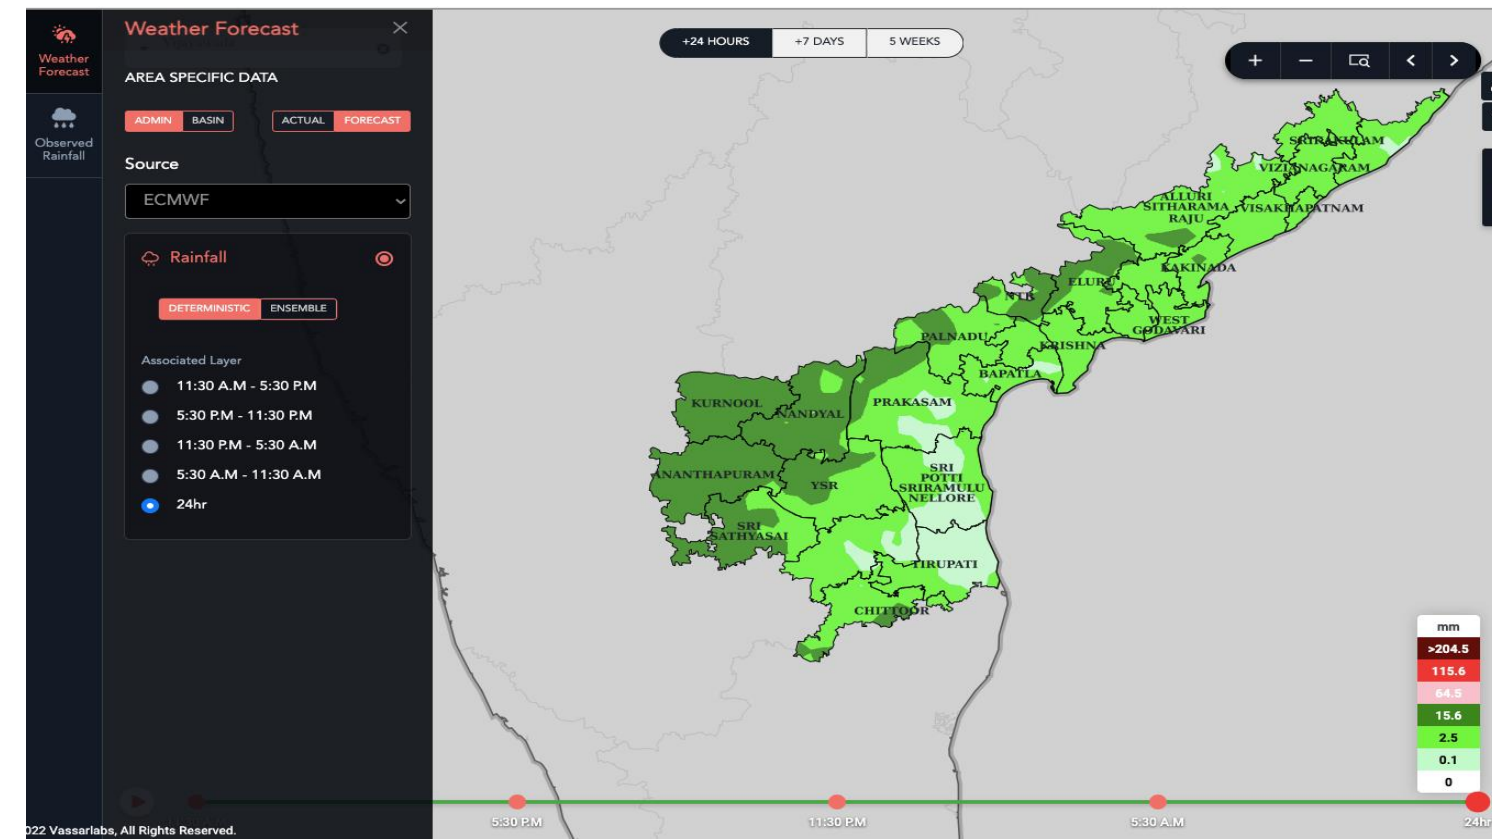 Weather
Forecast
Observed
Rainfall
Weather Forecast
AREA SPECIFIC DATA
ADMIN BASIN
ACTUAL FORECAST
Source
ECMWF
Rainfall
DETERMINISTIC ENSEMBLE
Associated Layer
11:30 A.M - 5:30 P.M
5:30 P.M - 11:30 P.M
11:30 P.M - 5:30 A.M
5:30 A.M - 11:30 A.M
24hr
+24 HOURS +7 DAYS 5 WEEKS
SRIKAKULAM
VIZIANAGARAM
ALLURI
SITHARAMA
RAJU
VISAKHAPATNAM
KAKINADA
ELURU
NTR
WEST
GODAVARI
PALNADU
KRISHNA
BAPATLA
KURNOOL
NANDYAL
PRAKASAM
ANANTHAPURAM
YSR
SRI
POTTI
SRIRAMULU
NELLORE
SRI
SATHYASAI
TIRUPATI
CHITTOOR
mm
>204.5
115.6
64.5
15.6
2.5
0.1
0
5:30 P.M
11:30 P.M
5:30 A.M
24hr
022 Vassarlabs, All Rights Reserved.